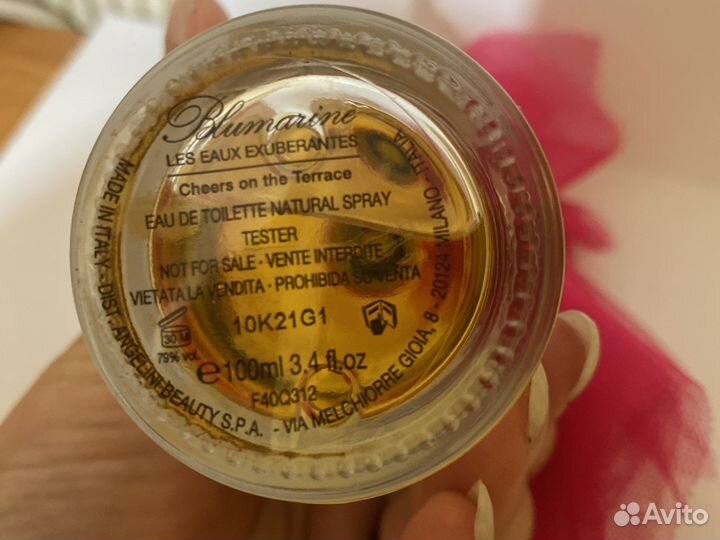 Blumarine
LES EAUX EXUBERANTES
Cheers on the Terrace
EAU DE TOILETTE NATURAL SPRAY
TESTER
NOT FOR SALE - VENTE INTERDITE
VIETATA LA VENDITA - PROHIBIDA SU VENTA
10K21G1
30 M
79% vol.
e 100ml 3.4 fl.oz
F40Q312
MADE IN ITALY - DIST. ANGELINI BEAUTY S.P.A. - VIA MELCHIORRE GIOIA, 8 - 20124 MILANO - ITALIA
Avito